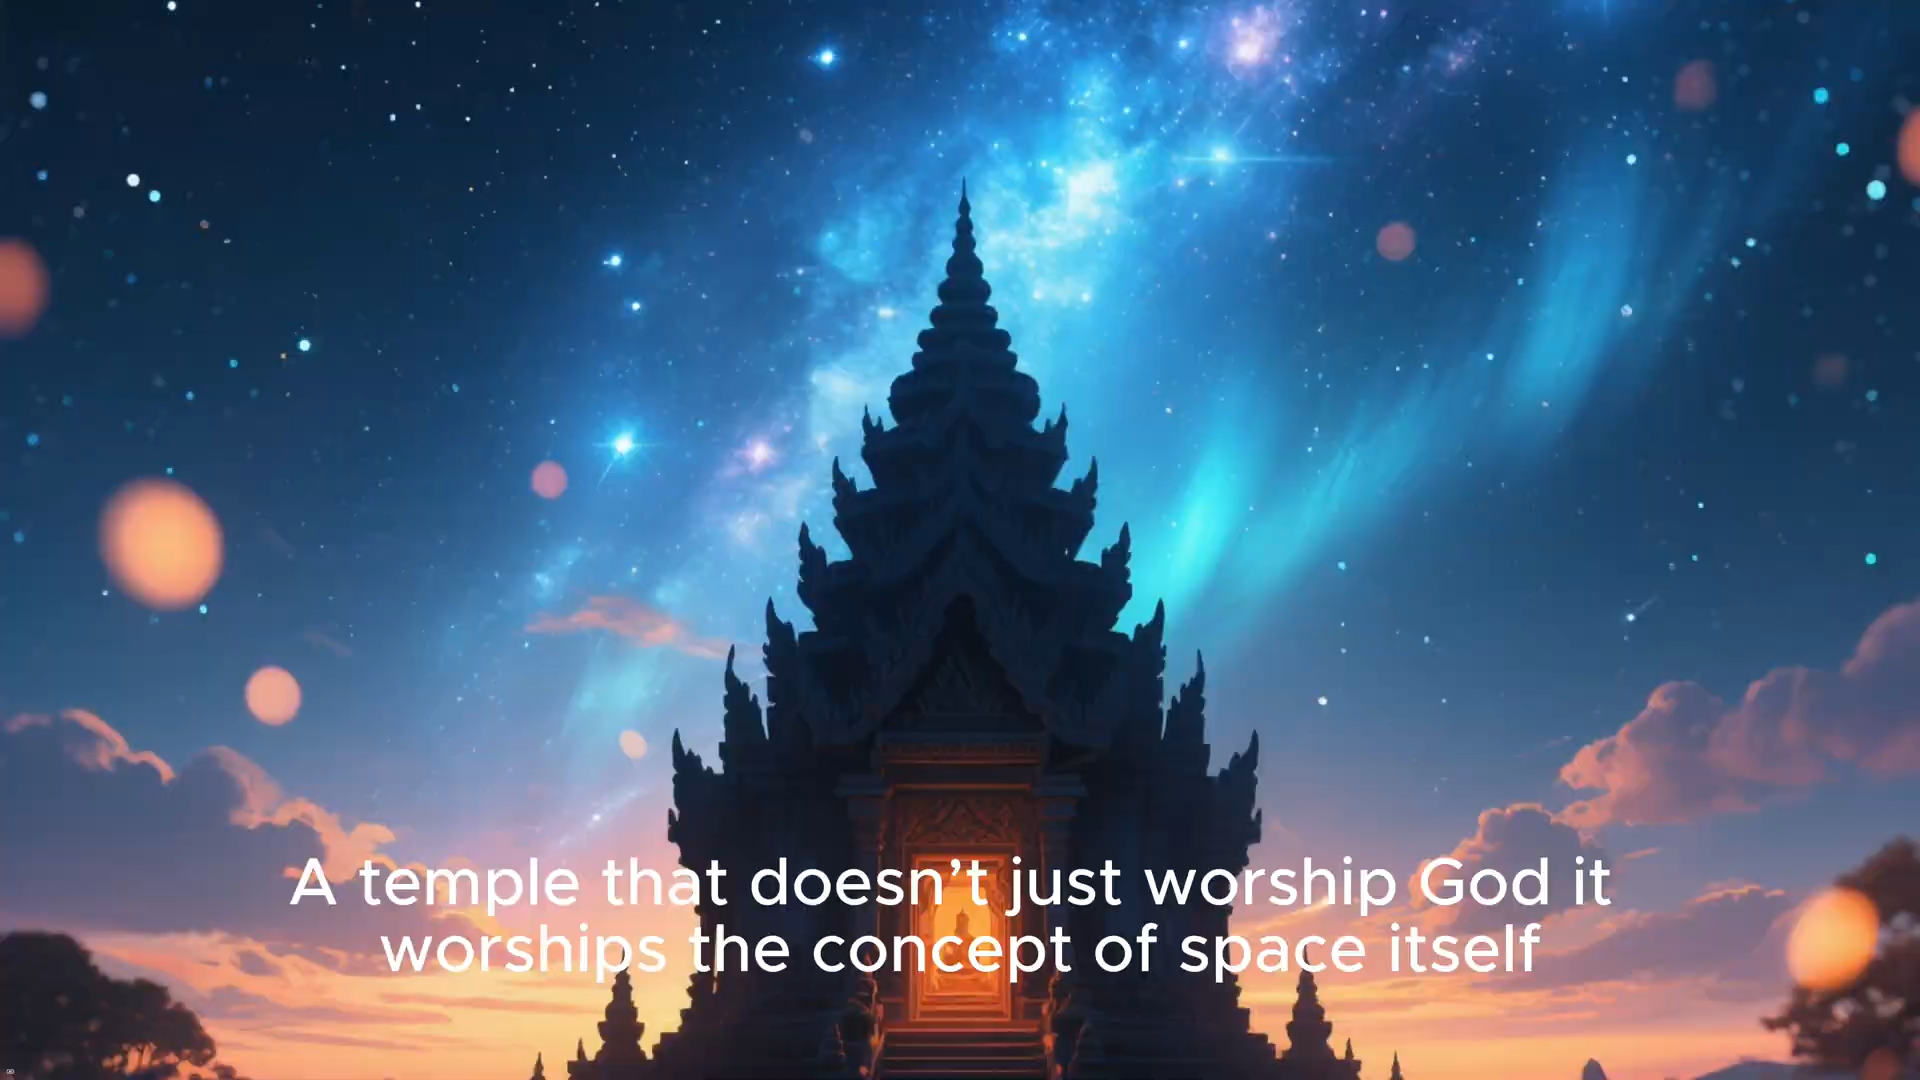 A temple that doesn’t just worship God it
worships the concept of space itself